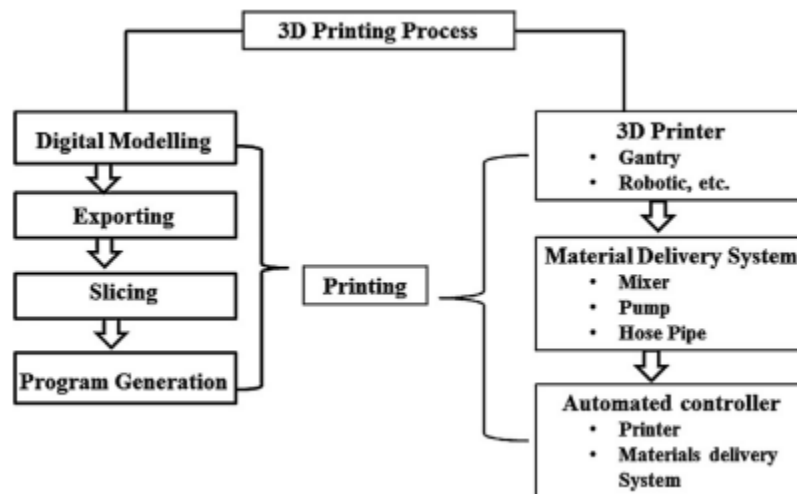 3D Printing Process
Digital Modelling
Exporting
Slicing
Program Generation
Printing
3D Printer
• Gantry
• Robotic, etc.
Material Delivery System
• Mixer
• Pump
• Hose Pipe
Automated controller
• Printer
• Materials delivery
System